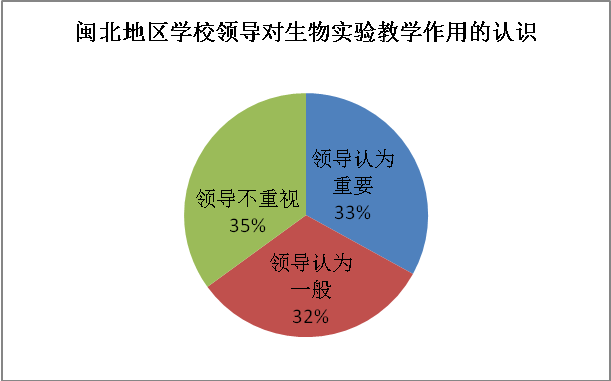 闽北地区学校领导对生物实验教学作用的认识
领导认为
重要
33%
领导不重视
35%
领导认为
一般
32%